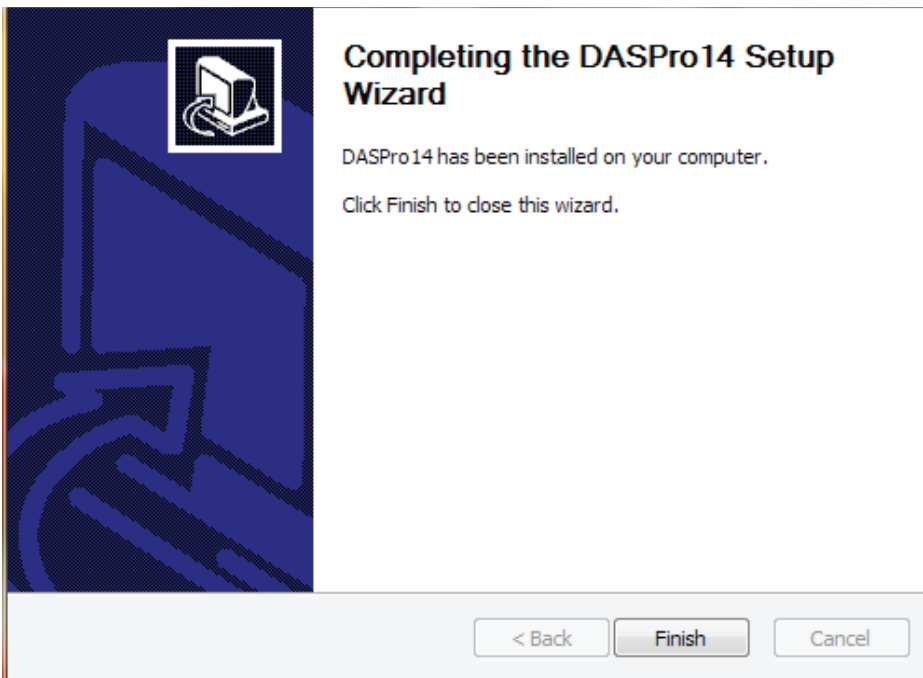 Completing the DASPro14 Setup
Wizard
DASPro14 has been installed on your computer.
Click Finish to close this wizard.
< Back
Finish
Cancel